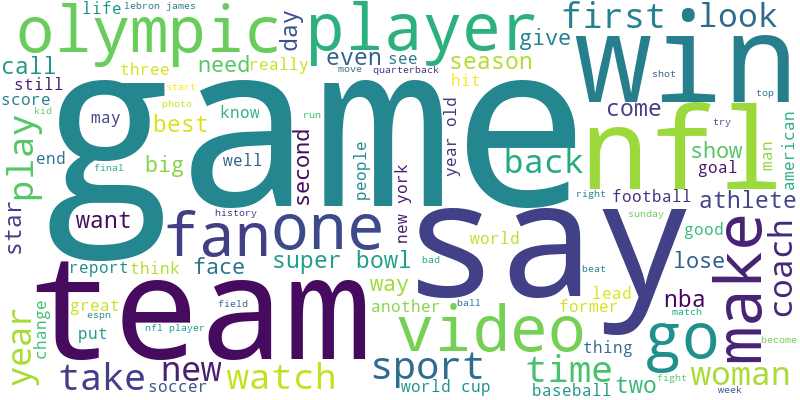 life
lebron james
olympic
day
player
win
first
look
give
call
three
need
really
even
see
season
still
move
quarterback
hit
shot
top
score
start
photo
kid
game
may
best
know
run
come
nfl
try
american
man
play
end
final
big
well
second
people
year old
back
show
goal
star
want
history
fan
one
new york
say
world
right
football
athlete
sunday
good
make
coach
report
think
face
super bowl
way
bad
beat
lose
team
year
change
great
espn
put
nfl player
field
another
ball
former
lead
nba
match
video
thing
go
become
take
new
soccer
watch
sport
world cup
time
baseball
two
fight
woman
week